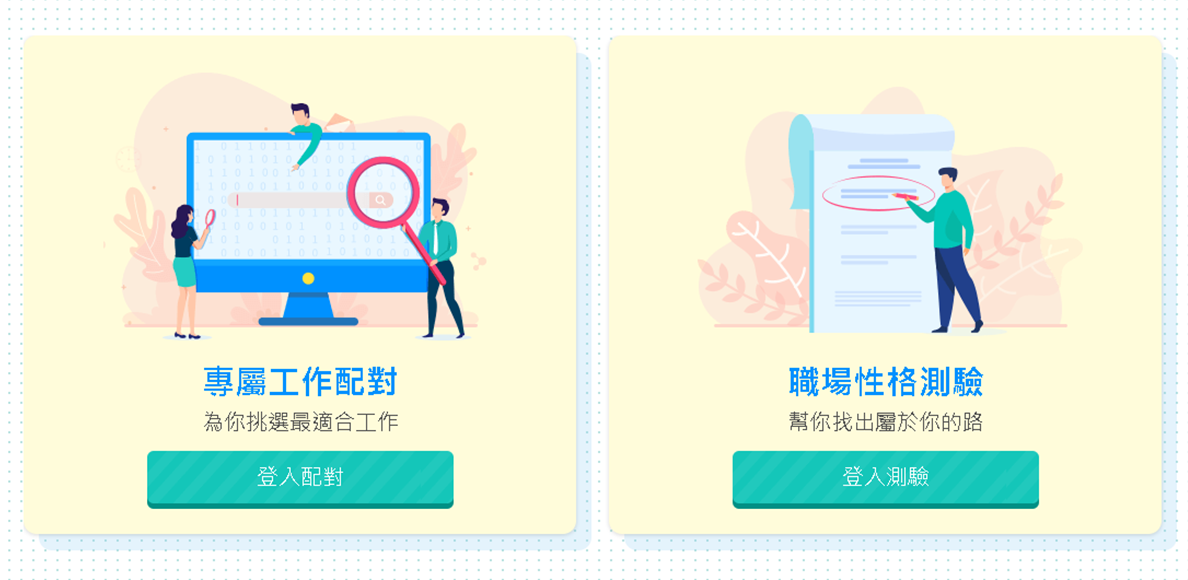 專屬工作配對
為你挑選最適合工作
登入配對
職場性格測驗
幫你找出屬於你的路
登入測驗